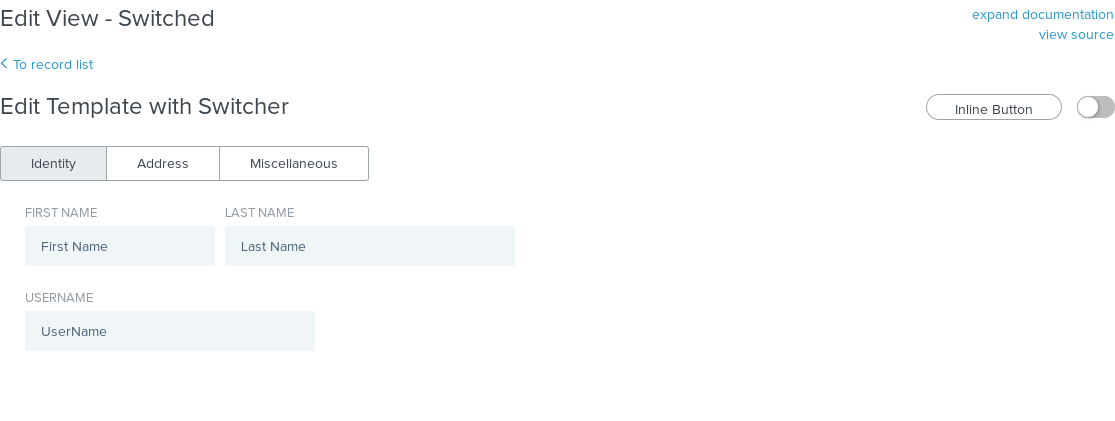 Edit View - Switched
expand documentation
view source
To record list
Edit Template with Switcher
Inline Button
Identity
Address
Miscellaneous
FIRST NAME
LAST NAME
First Name
Last Name
USERNAME
UserName